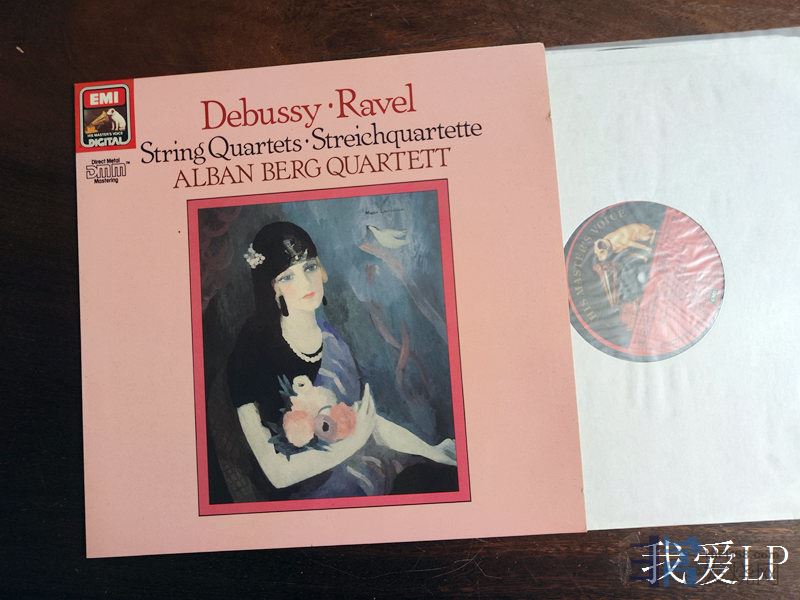 EMI
HIS MASTER'S VOICE
DIGITAL
Direct Metal
DMM™
Mastering
Debussy · Ravel
String Quartets · Streichquartette
ALBAN BERG QUARTETT
HIS MASTER'S VOICE
我爱LP